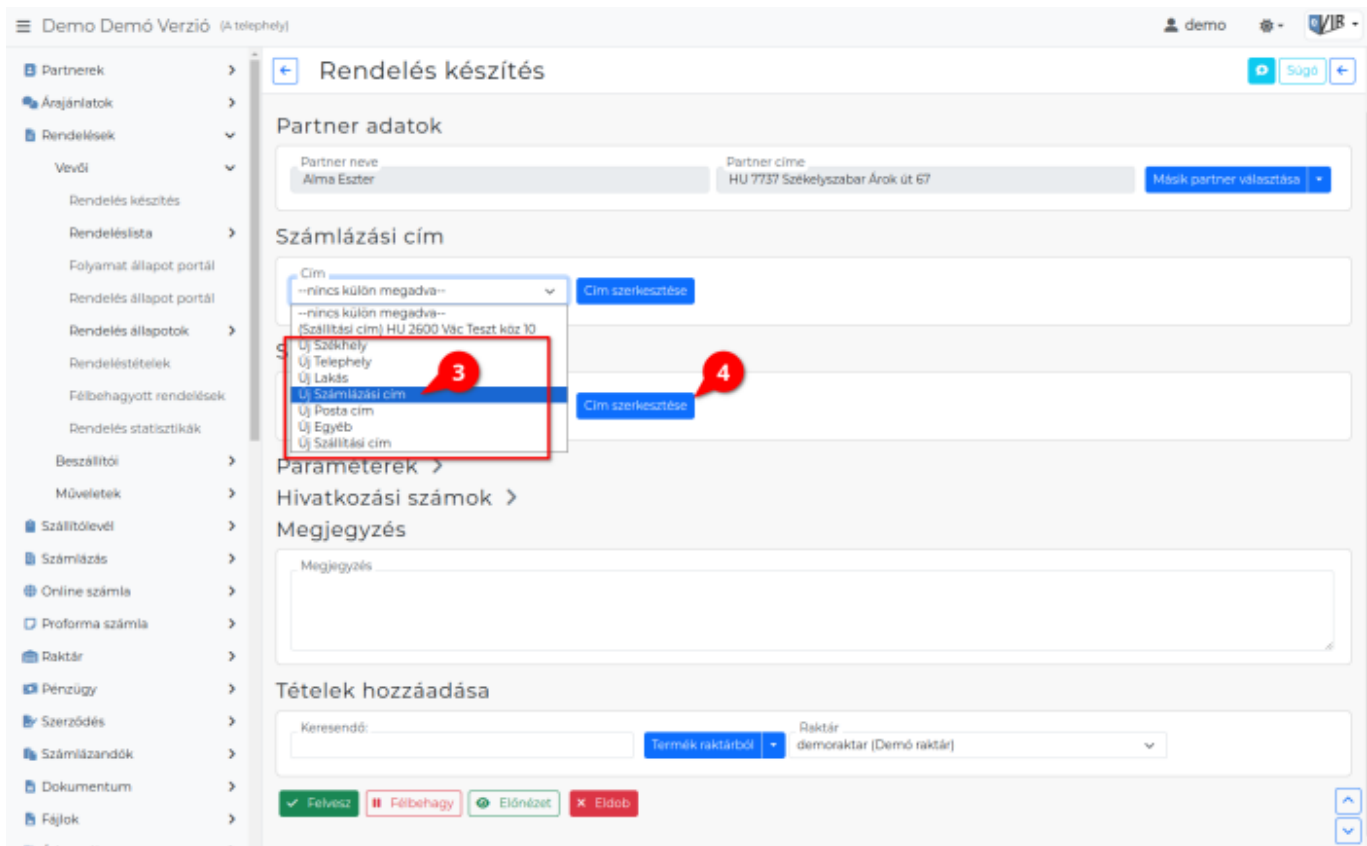 Demo Demó Verzió (A telephely)
demo
QVIR
Partnerek
Árajánlatok
Rendelések
Vevői
Rendelés készítés
Rendeléslista
Folyamat állapot portál
Rendelés állapot portál
Rendelés állapotok
Rendeléstételek
Félbehagyott rendelések
Rendelés statisztikák
Beszállítói
Műveletek
Szállítólevél
Számlázás
Online számla
Proforma számla
Raktár
Pénzügy
Szerződés
Számlázandók
Dokumentum
Fájlok
Rendelés készítés
Súgó
Partner adatok
Partner neve
Alma Eszter
Partner címe
HU 7737 Székelyszabar Árok út 67
Másik partner választása
Számlázási cím
Cím
--nincs külön megadva--
Cím szerkesztése
--nincs külön megadva--
(Szállítási cím) HU 2600 Vác Teszt köz 10
Új Székhely
Új Telephely
Új Lakás
Új Számlázási cím
Új Posta cím
Új Egyéb
Új Szállítási cím
3
4
S
Cím szerkesztése
Paraméterek
Hivatkozási számok
Megjegyzés
Megjegyzés
Tételek hozzáadása
Keresendő:
Termék raktárból
Raktár
demoraktar (Demó raktár)
Felvesz
Félbehagy
Előnézet
Eldob